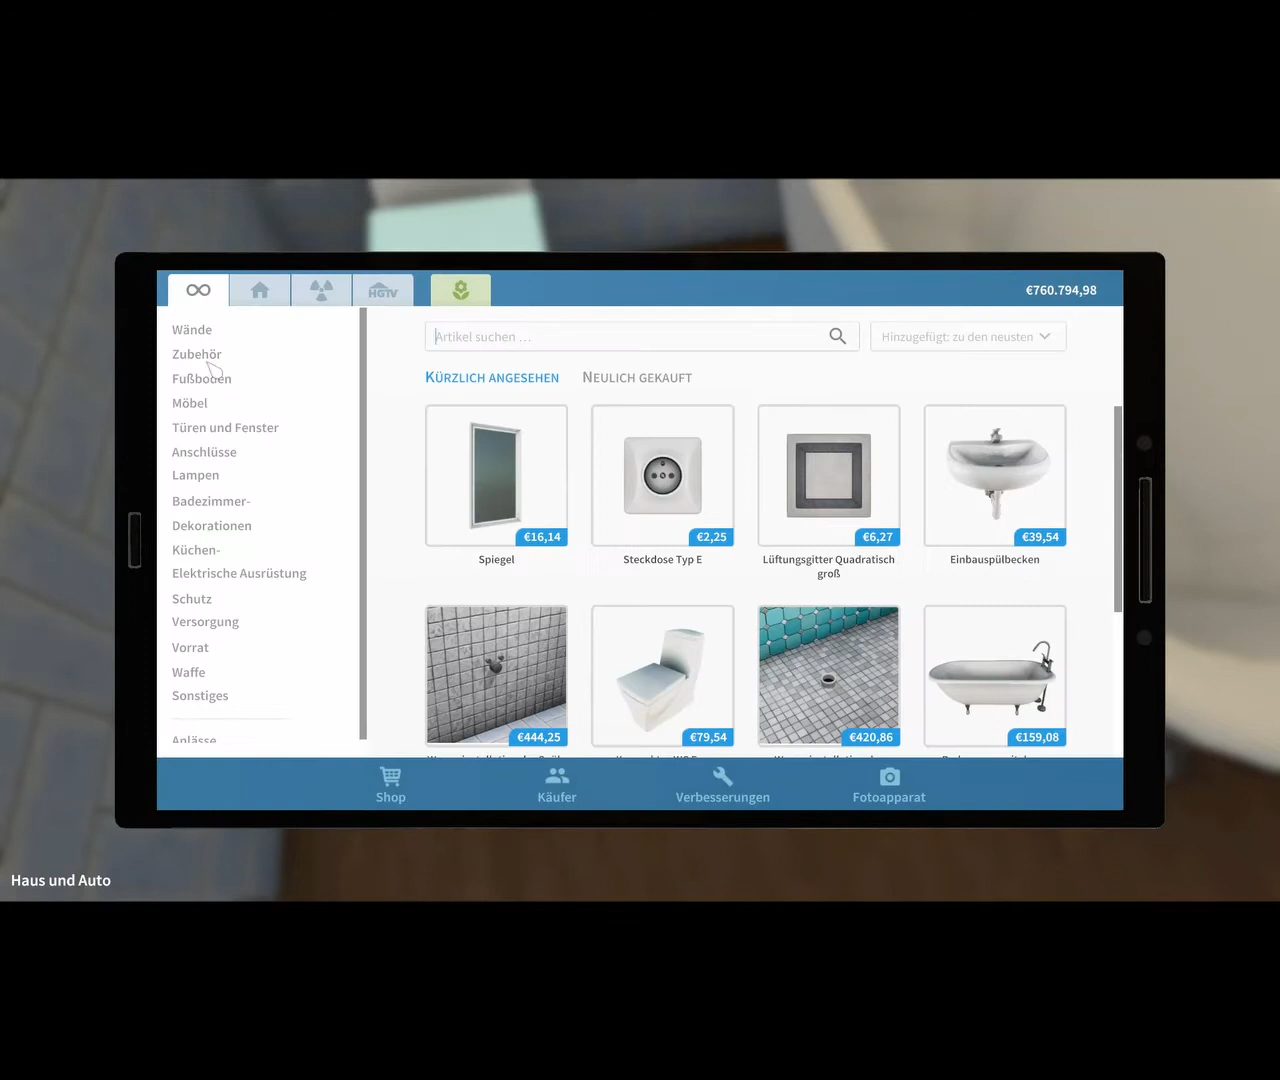 HGTV
€760.794,98
Wände
Zubehör
Fußboden
Möbel
Türen und Fenster
Anschlüsse
Lampen
Badezimmer-
Dekorationen
Küchen-
Elektrische Ausrüstung
Schutz
Versorgung
Vorrat
Waffe
Sonstiges
Anlässe
Artikel suchen ...
Hinzugefügt: zu den neusten
KÜRZLICH ANGESEHEN
NEULICH GEKAUFT
€16,14
€2,25
€6,27
€39,54
Spiegel
Steckdose Typ E
Lüftungsgitter Quadratisch
groß
Einbauspülbecken
€444,25
€79,54
€420,86
€159,08
Shop
Käufer
Verbesserungen
Fotoapparat
Haus und Auto